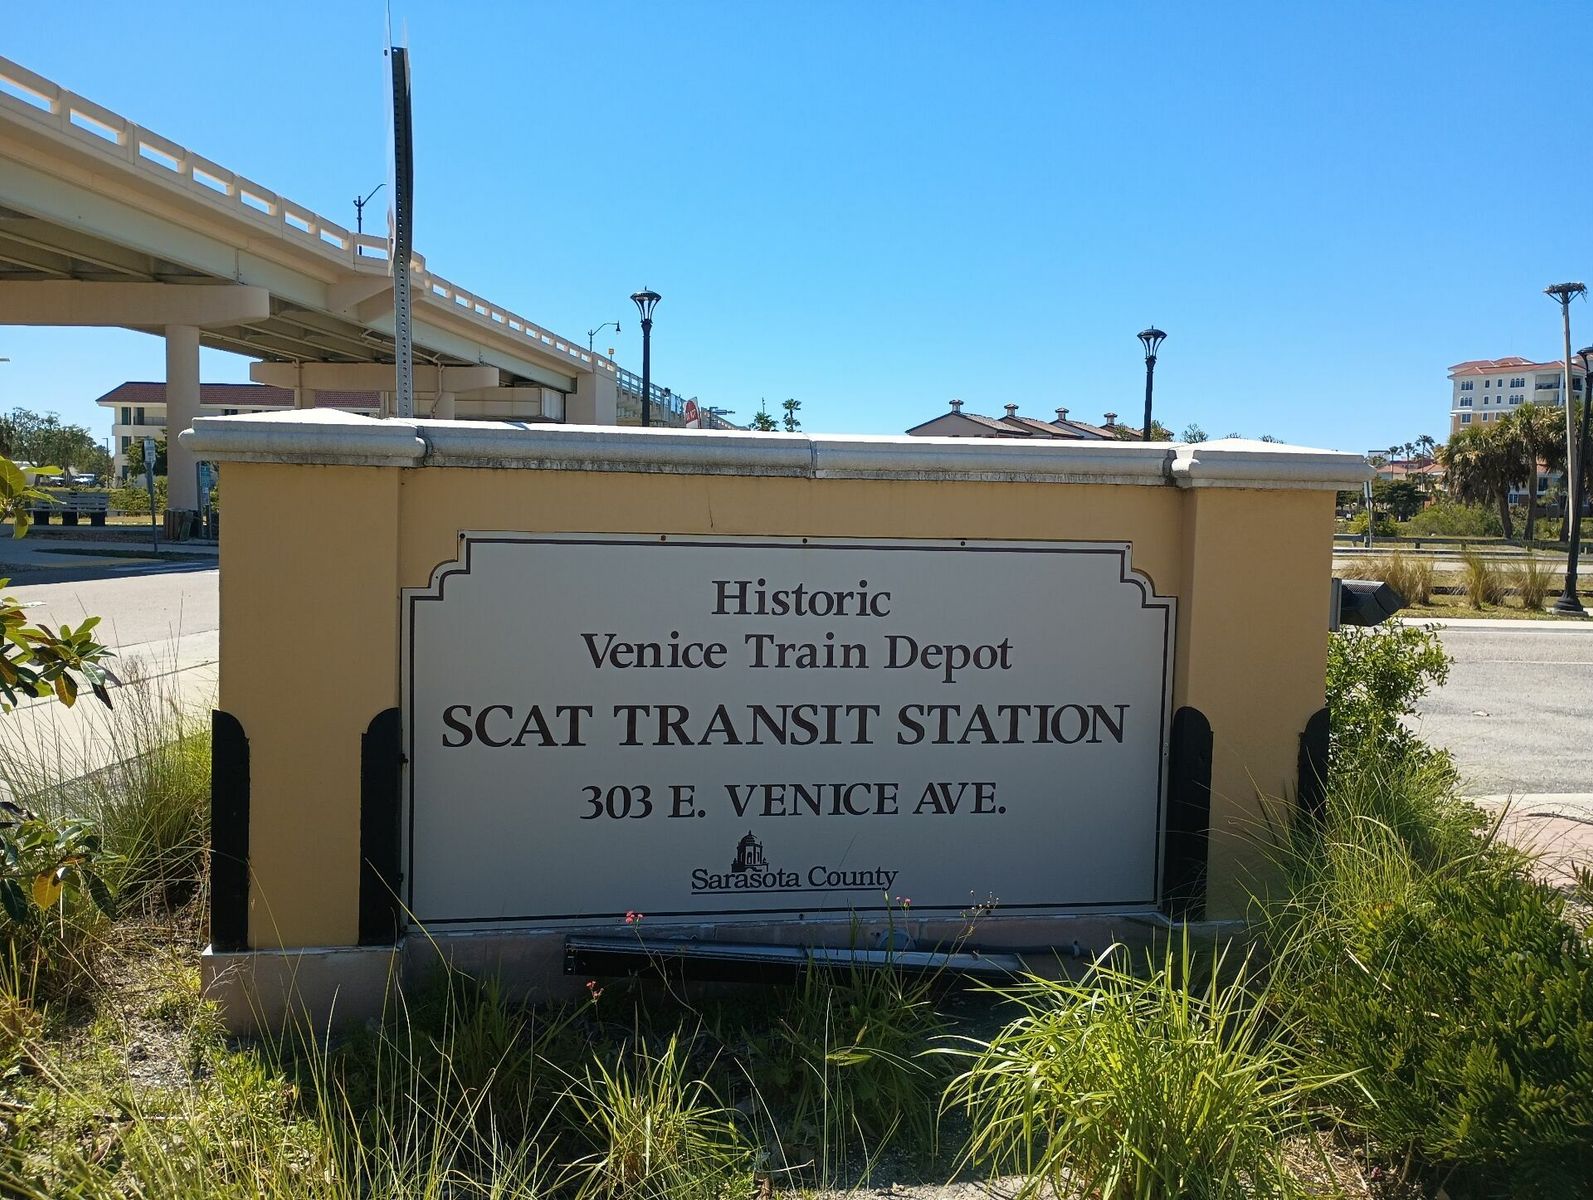 Historic
Venice Train Depot
SCAT TRANSIT STATION
303 E. VENICE AVE.
Sarasota County